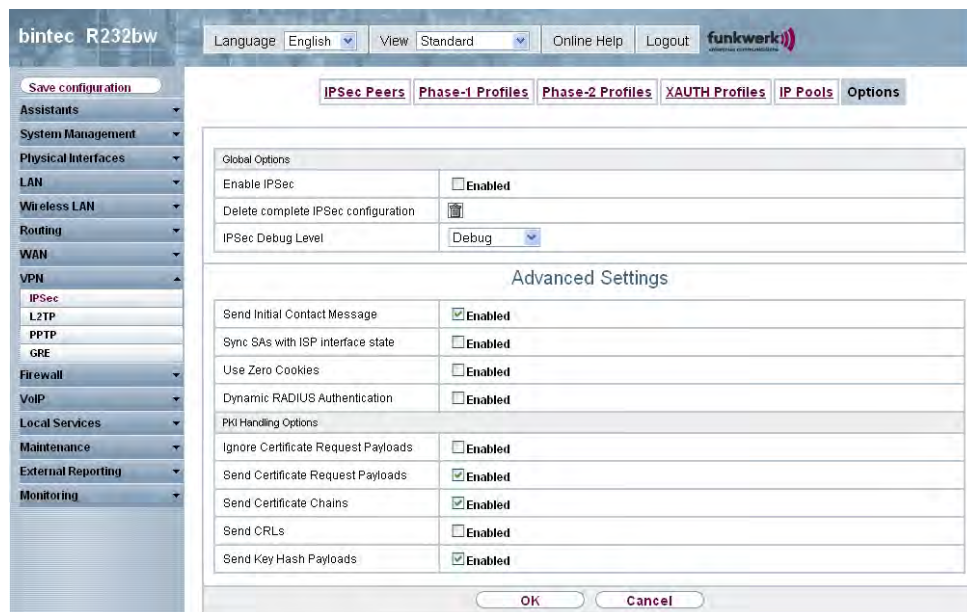 bintec R232bw
Language English View Standard Online Help Logout funkwerk
Save configuration
Assistants
System Management
Physical Interfaces
LAN
Wireless LAN
Routing
WAN
VPN
IPSec
L2TP
PPTP
GRE
Firewall
VoIP
Local Services
Maintenance
External Reporting
Monitoring
IPSec Peers Phase-1 Profiles Phase-2 Profiles XAUTH Profiles IP Pools Options
Global Options
Enable IPSec Enabled
Delete complete IPSec configuration
IPSec Debug Level Debug
Advanced Settings
Send Initial Contact Message Enabled
Sync SAs with ISP interface state Enabled
Use Zero Cookies Enabled
Dynamic RADIUS Authentication Enabled
PKI Handling Options
Ignore Certificate Request Payloads Enabled
Send Certificate Request Payloads Enabled
Send Certificate Chains Enabled
Send CRLs Enabled
Send Key Hash Payloads Enabled
OK Cancel